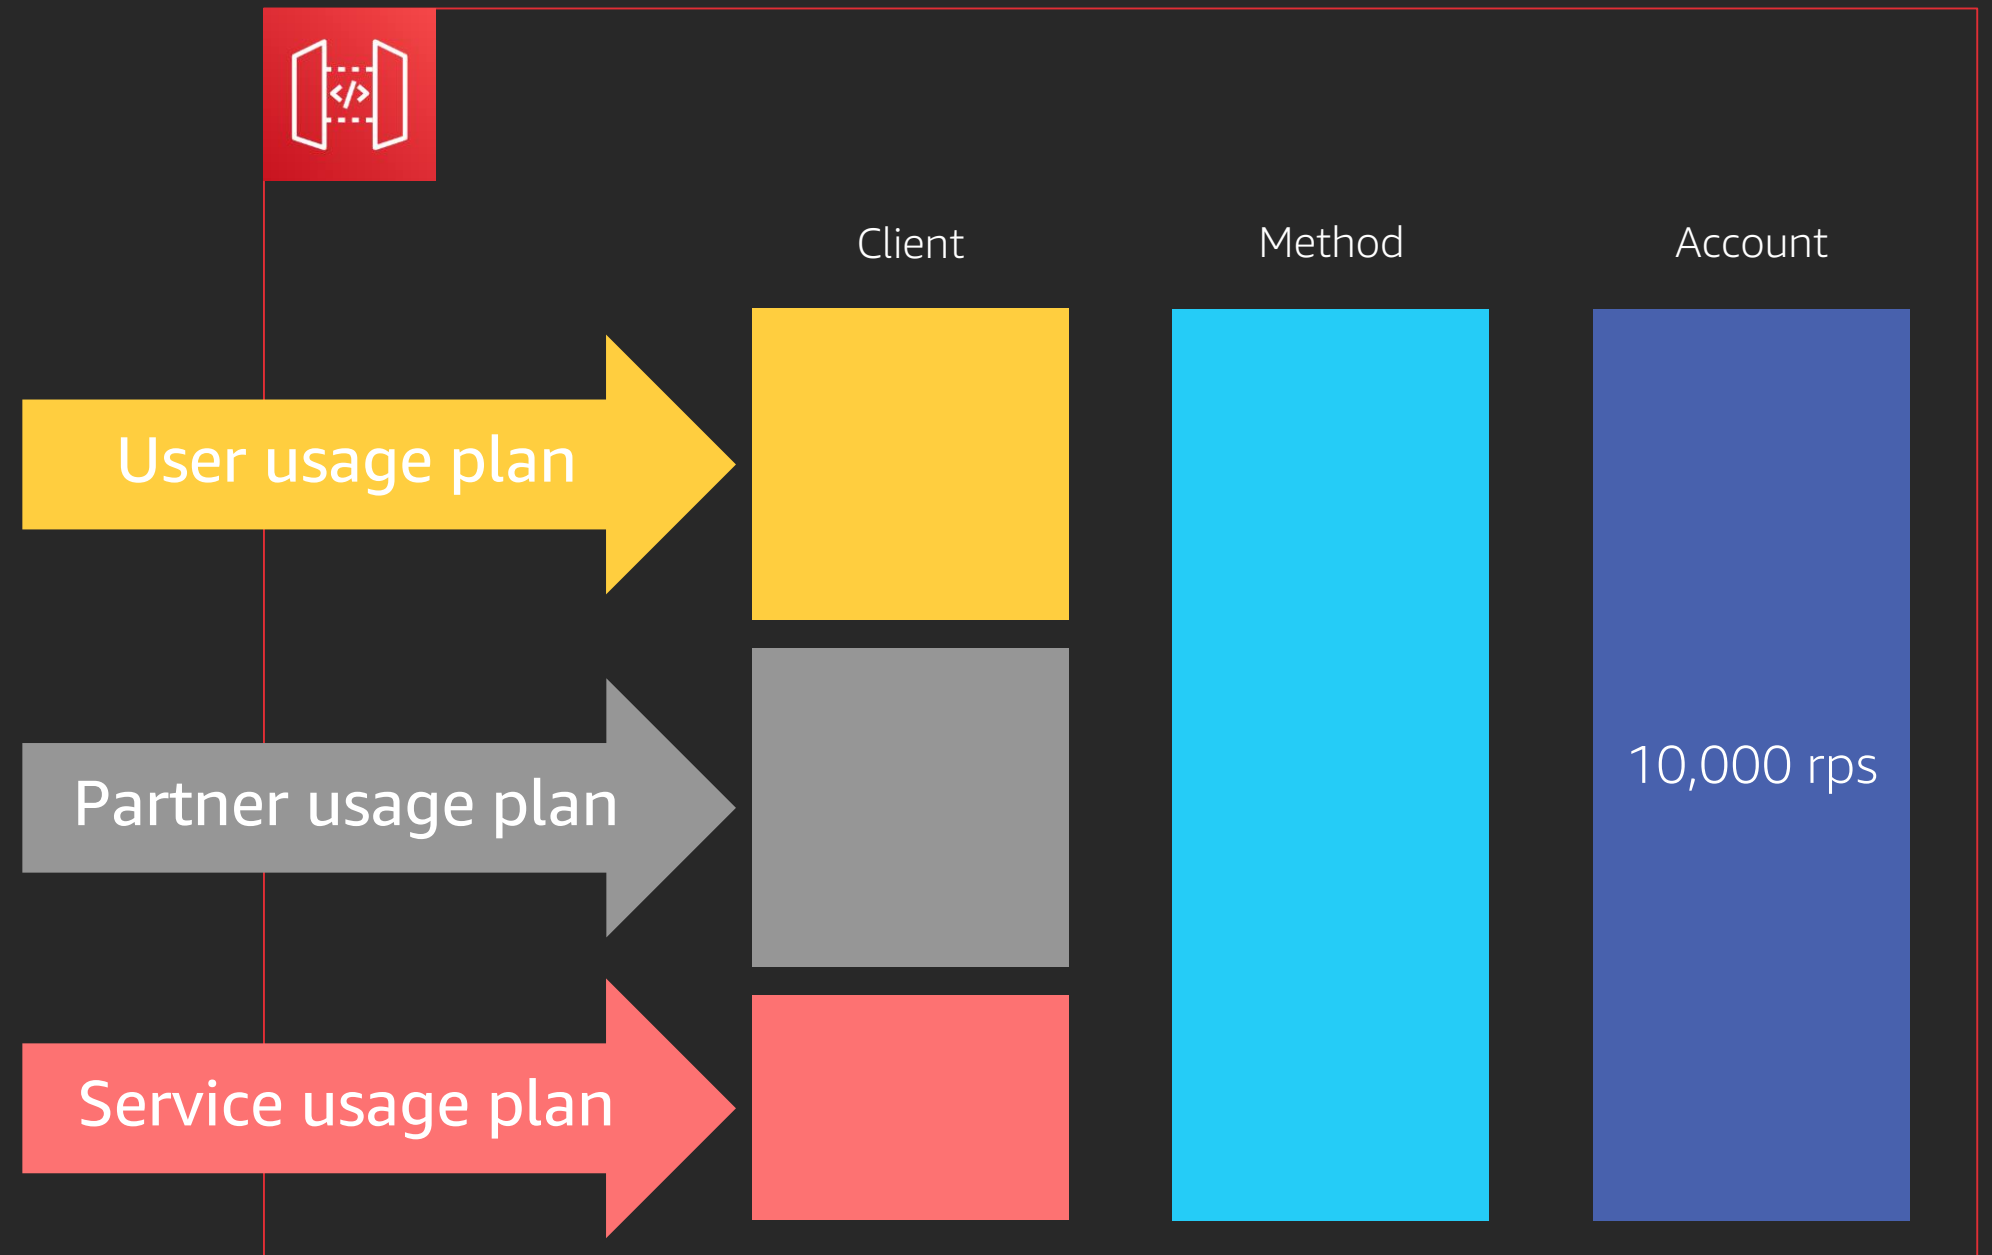 </>
Client
Method
Account
User usage plan
Partner usage plan
10,000 rps
Service usage plan